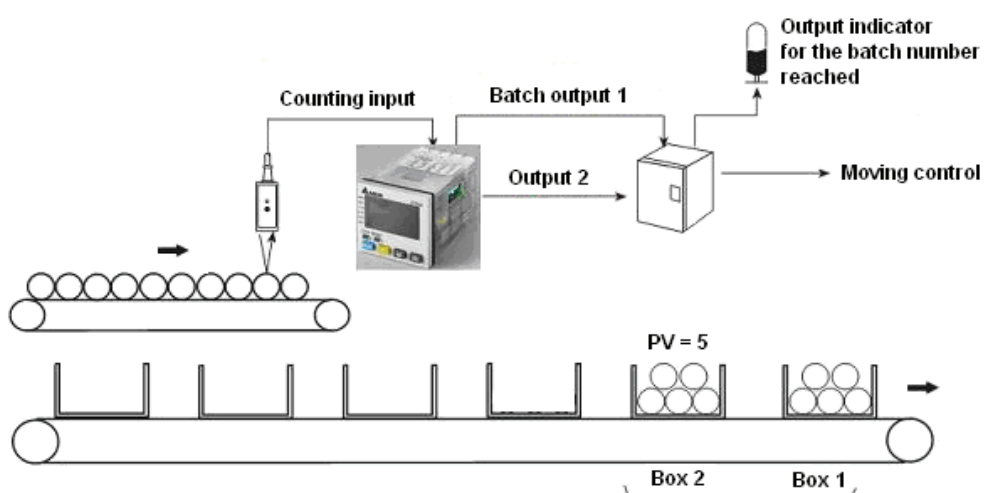 Output indicator
for the batch number
reached
Counting input
Batch output 1
Output 2
Moving control
PV = 5
Box 2
Box 1